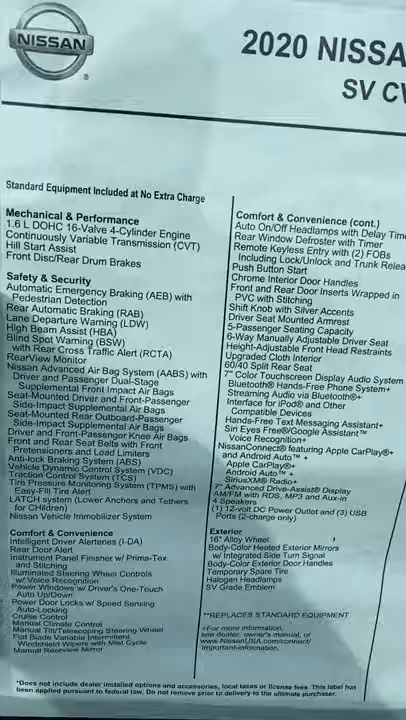 NISSAN
®
2020 NISSA
SV CV
Standard Equipment Included at No Extra Charge
Mechanical & Performance
1.6 L DOHC 16-Valve 4-Cylinder Engine
Continuously Variable Transmission (CVT)
Hill Start Assist
Front Disc/Rear Drum Brakes
Safety & Security
Automatic Emergency Braking (AEB) with
Pedestrian Detection
Rear Automatic Braking (RAB)
Lane Departure Warning (LDW)
High Beam Assist (HBA)
Blind Spot Warning (BSW)
with Rear Cross Traffic Alert (RCTA)
RearView Monitor
Nissan Advanced Air Bag System (AABS) with
Driver and Passenger Dual-Stage
Supplemental Front Impact Air Bags
Seat-Mounted Driver and Front-Passenger
Side-Impact Supplemental Air Bags
Seat-Mounted Rear Outboard-Passenger
Side-Impact Supplemental Air Bags
Driver and Front-Passenger Knee Air Bags
Front and Rear Seat Belts with Front
Pretensioners and Load Limiters
Anti-lock Braking System (ABS)
Vehicle Dynamic Control System (VDC)
Traction Control System (TCS)
Tire Pressure Monitoring System (TPMS) with
Easy-Fill Tire Alert
LATCH system (Lower Anchors and Tethers
for CHildren)
Nissan Vehicle Immobilizer System
Comfort & Convenience
Intelligent Driver Alertness (I-DA)
Rear Door Alert
Instrument Panel Finisher w/ Prima-Tex
and Stitching
Illuminated Steering Wheel Controls
w/ Voice Recognition
Power Windows w/ Driver's One-Touch
Auto Up/Down
Power Door Locks w/ Speed Sensing
Auto-Locking
Cruise Control
Manual Climate Control
Manual Tilt/Telescoping Steering Wheel
Flat Blade Variable Intermittent
Windshield Wipers with Mist Cycle
Manual Rearview Mirror
Comfort & Convenience (cont.)
Auto On/Off Headlamps with Delay Time
Rear Window Defroster with Timer
Remote Keyless Entry with (2) FOBs
Including Lock/Unlock and Trunk Relea
Push Button Start
Chrome Interior Door Handles
Front and Rear Door Inserts Wrapped in
PVC with Stitching
Shift Knob with Silver Accents
Driver Seat Mounted Armrest
5-Passenger Seating Capacity
6-Way Manually Adjustable Driver Seat
Height-Adjustable Front Head Restraints
Upgraded Cloth Interior
60/40 Split Rear Seat
7" Color Touchscreen Display Audio System
Bluetooth® Hands-Free Phone System+
Streaming Audio via Bluetooth®+
Interface for iPod® and Other
Compatible Devices
Hands-Free Text Messaging Assistant+
Siri Eyes Free®/Google Assistant™
Voice Recognition+
NissanConnect® featuring Apple CarPlay®+
and Android Auto™ +
Apple CarPlay®+
Android Auto™ +
SiriusXM® Radio+
7" Advanced Drive-Assist® Display
AM/FM with RDS, MP3 and Aux-in
4 Speakers
(1) 12-volt DC Power Outlet and (3) USB
Ports (2-charge only)
Exterior
16" Alloy Wheel
Body-Color Heated Exterior Mirrors
w/ Integrated Side Turn Signal
Body-Color Exterior Door Handles
Temporary Spare Tire
Halogen Headlamps
SV Grade Emblem
**REPLACES STANDARD EQUIPMENT
+For more information,
see dealer, owner's manual, or
www.NissanUSA.com/connect/
important-information.
*Does not include dealer installed options and accessories, local taxes or license fees. This label has
been applied pursuant to federal law. Do not remove prior to delivery to the ultimate purchaser.